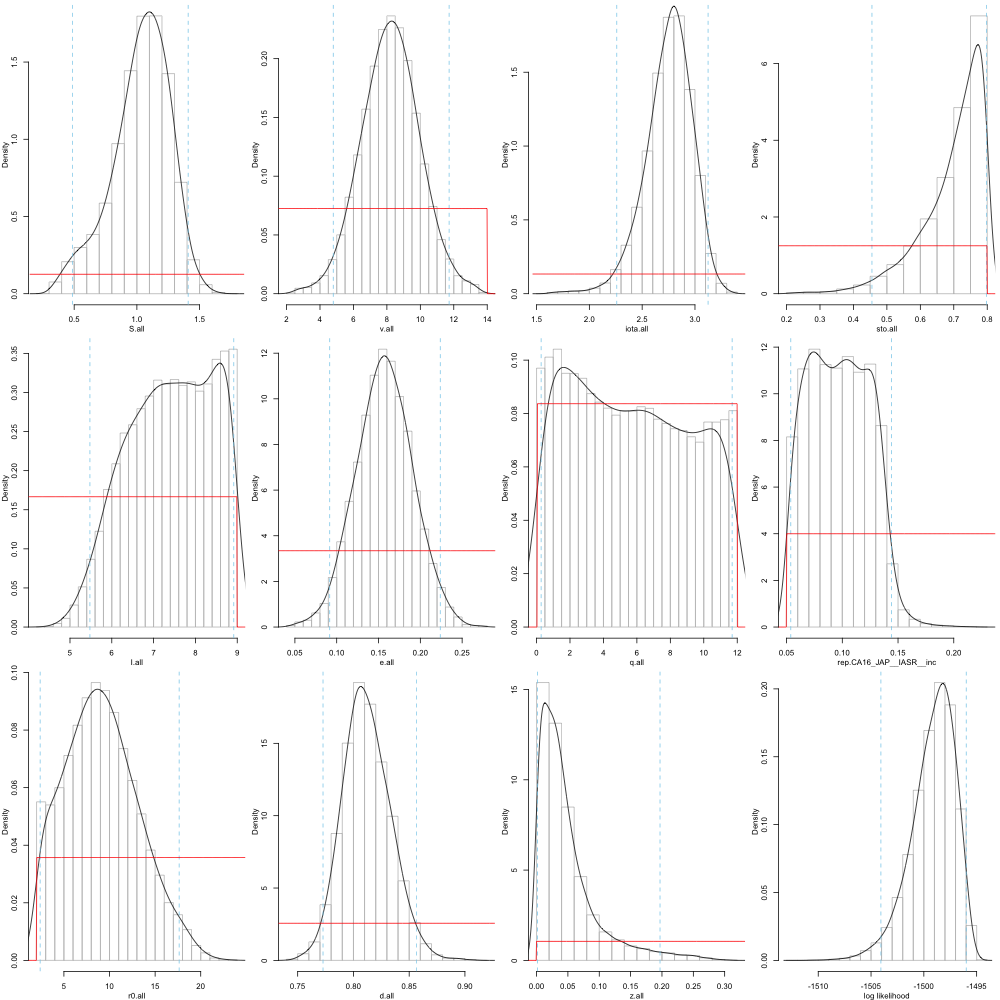 Density
0.0 0.5 1.0 1.5
0.5 1.0 1.5
S.all
Density
0.00 0.05 0.10 0.15 0.20
2 4 6 8 10 12 14
v.all
Density
0.0 0.5 1.0 1.5
1.5 2.0 2.5 3.0
iota.all
Density
0 2 4 6
0.2 0.3 0.4 0.5 0.6 0.7 0.8
sto.all
Density
0.00 0.05 0.10 0.15 0.20 0.25 0.30 0.35
5 6 7 8 9
l.all
Density
0 2 4 6 8 10 12
0.05 0.10 0.15 0.20 0.25
e.all
Density
0.00 0.02 0.04 0.06 0.08 0.10
0 2 4 6 8 10 12
q.all
Density
0 2 4 6 8 10 12
0.05 0.10 0.15 0.20
rep.CA16_JAP__IASR__inc
Density
0.00 0.02 0.04 0.06 0.08 0.10
5 10 15 20
r0.all
Density
0 5 10 15
0.75 0.80 0.85 0.90
d.all
Density
0 5 10 15
0.00 0.05 0.10 0.15 0.20 0.25 0.30
z.all
Density
0.00 0.05 0.10 0.15 0.20
-1510 -1505 -1500 -1495
log likelihood